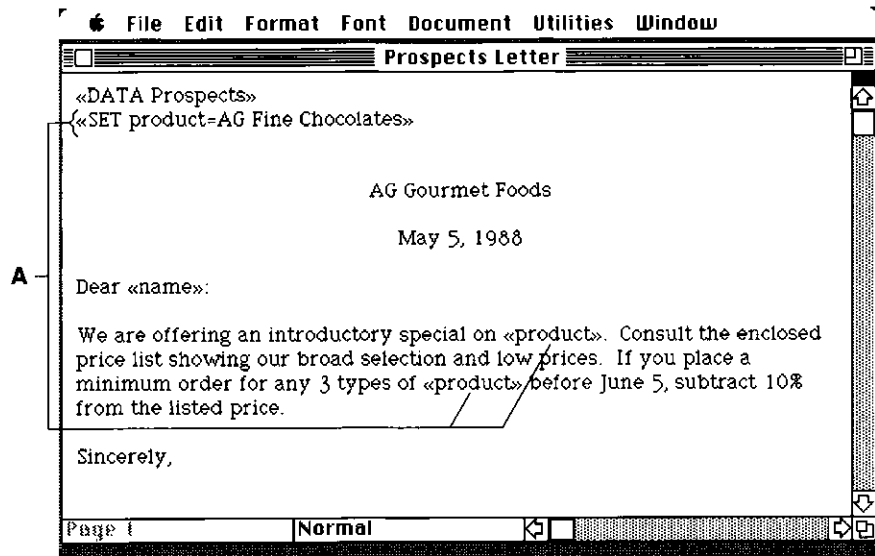 File Edit Format Font Document Utilities Window
Prospects Letter
«DATA Prospects»
«SET product=AG Fine Chocolates»
AG Gourmet Foods
May 5, 1988
A
Dear «name»:
We are offering an introductory special on «product». Consult the enclosed
price list showing our broad selection and low prices. If you place a
minimum order for any 3 types of «product» before June 5, subtract 10%
from the listed price.
Sincerely,
Page 1 Normal